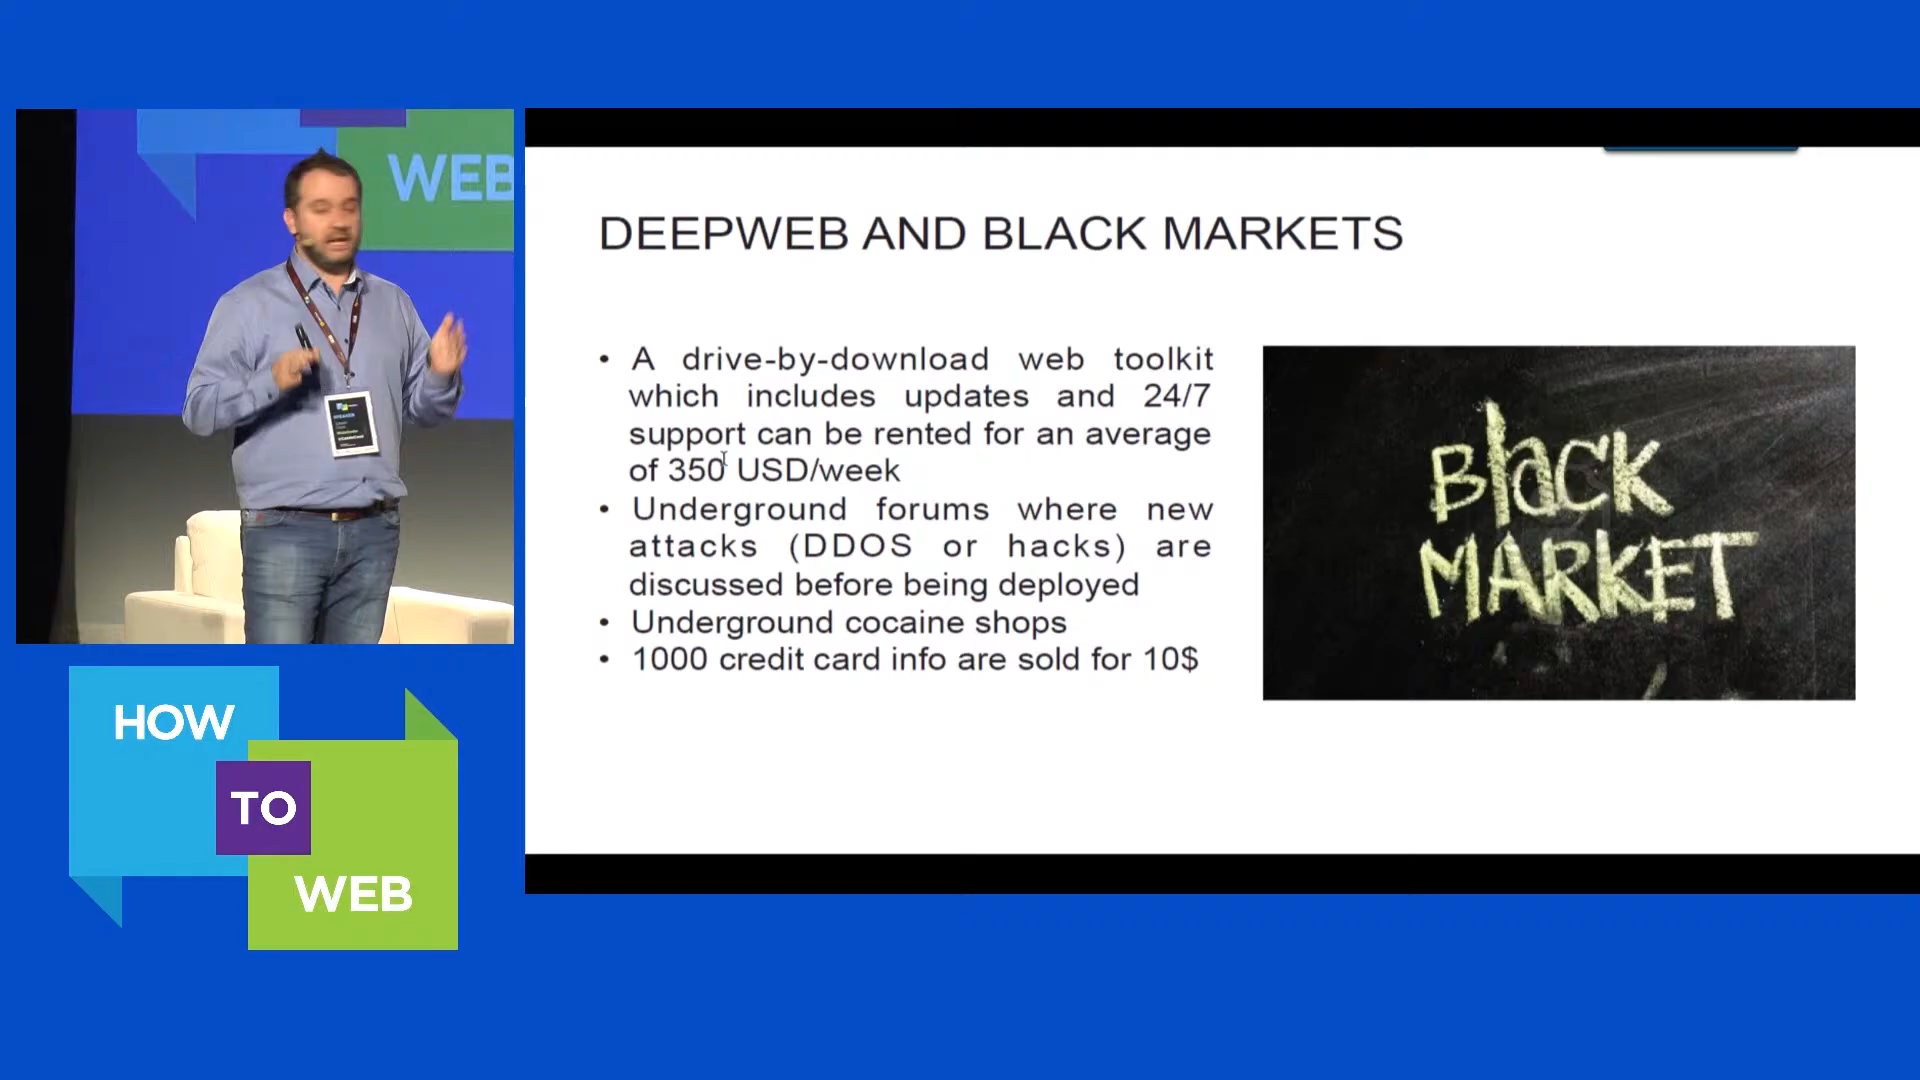 WEB
SPEAKER
HOW
TO
WEB
DEEPWEB AND BLACK MARKETS
• A drive-by-download web toolkit
which includes updates and 24/7
support can be rented for an average
of 350 USD/week
• Underground forums where new
attacks (DDOS or hacks) are
discussed before being deployed
• Underground cocaine shops
• 1000 credit card info are sold for 10$
Black
MARKET